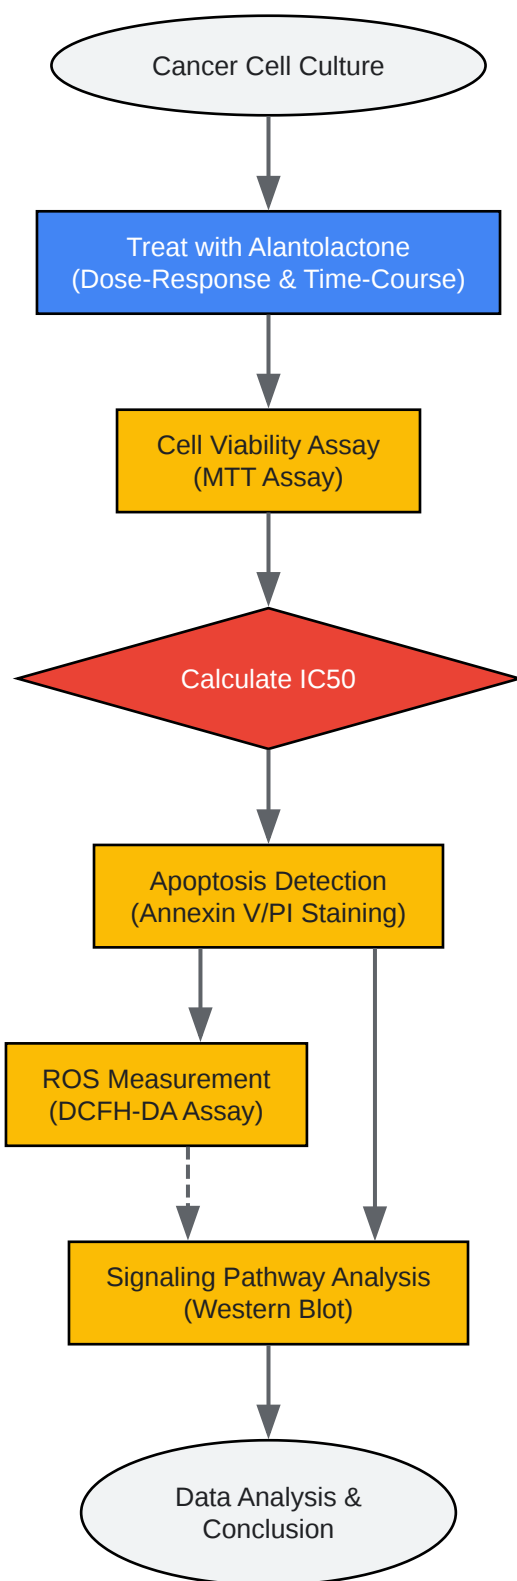 Cancer Cell Culture
Treat with Alantolactone
(Dose-Response & Time-Course)
Cell Viability Assay
(MTT Assay)
Calculate IC50
Apoptosis Detection
(Annexin V/PI Staining)
ROS Measurement
(DCFH-DA Assay)
Signaling Pathway Analysis
(Western Blot)
Data Analysis &
Conclusion